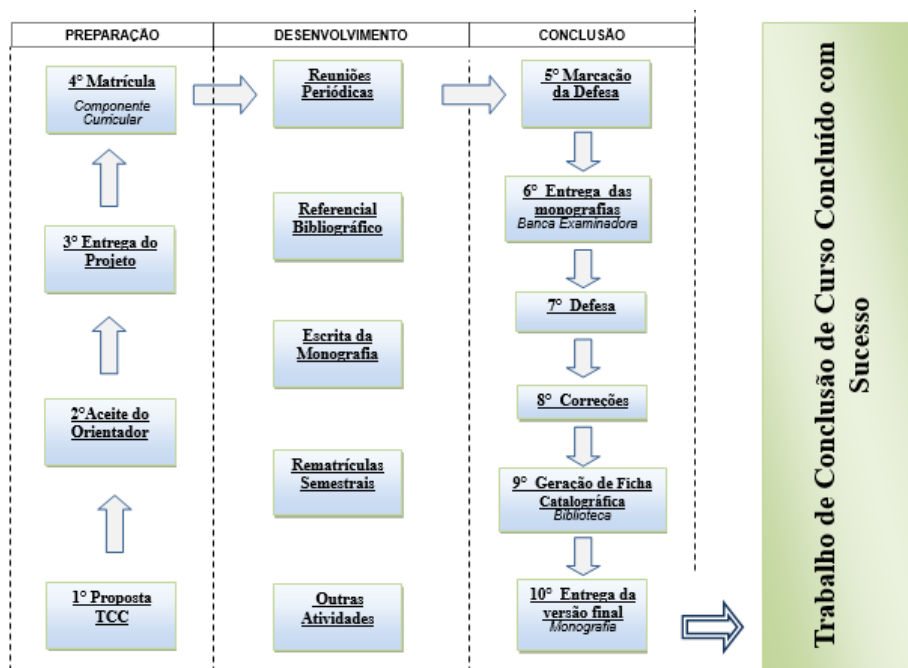 PREPARAÇÃO
DESENVOLVIMENTO
CONCLUSÃO
4° Matrícula
Componente
Curricular
3° Entrega do
Projeto
2°Aceite do
Orientador
1° Proposta
TCC
Reuniões
Periódicas
Referencial
Bibliográfico
Escrita da
Monografia
Rematrículas
Semestrais
Outras
Atividades
5° Marcação
da Defesa
6° Entrega das
monografias
Banca Examinadora
7° Defesa
8° Correções
9° Geração de Ficha
Catalográfica
Biblioteca
10° Entrega da
versão final
Monografia
Trabalho de Conclusão de Curso Concluído com
Sucesso